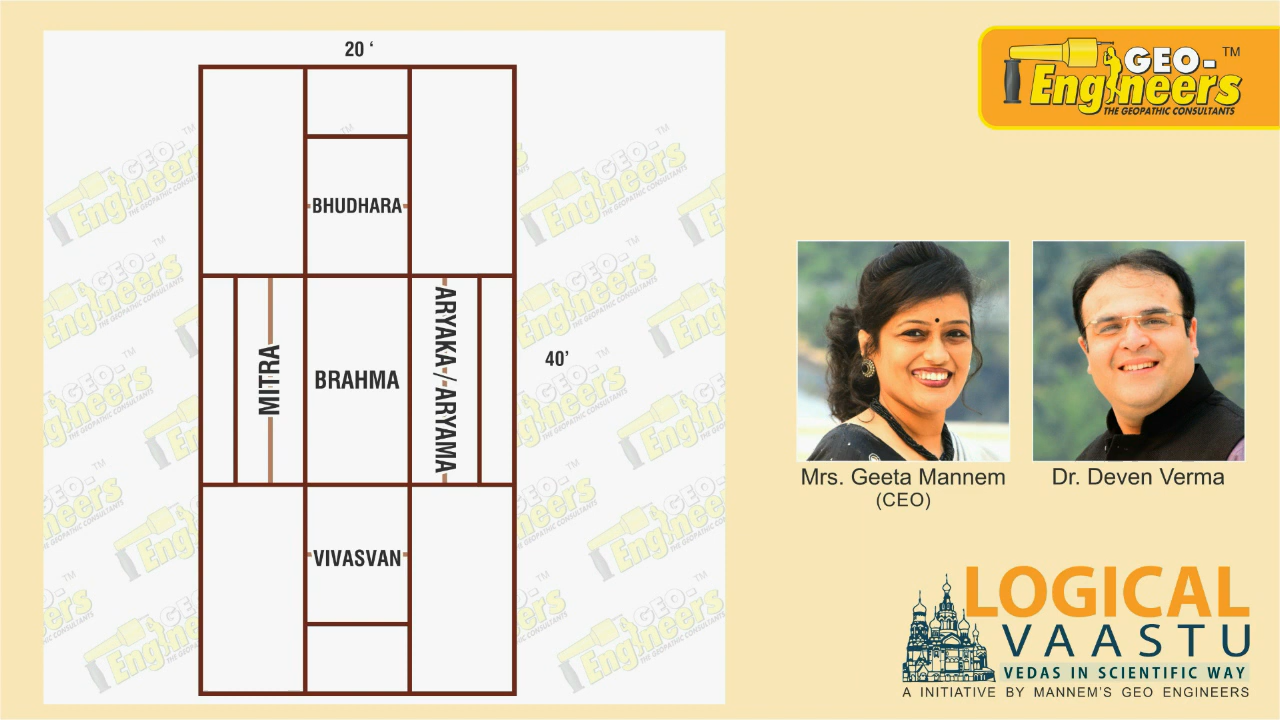 20 ‘
BHUDHARA
MITRA
BRAHMA
ARYAKA / ARYAMA
40’
VIVASVAN
GEO-
TM
Engineers
THE GEOPATHIC CONSULTANTS
Mrs. Geeta Mannem
(CEO)
Dr. Deven Verma
LOGICAL
VAASTU
VEDAS IN SCIENTIFIC WAY
A INITIATIVE BY MANNEM'S GEO ENGINEERS